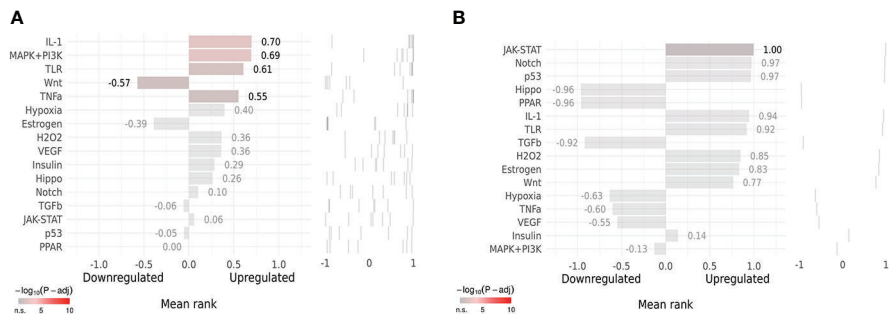 A
IL-1 0.70
MAPK+PI3K 0.69
TLR 0.61
Wnt -0.57
TNFa 0.55
Hypoxia 0.40
Estrogen -0.39
H2O2 0.36
VEGF 0.36
Insulin 0.29
Hippo 0.26
Notch 0.10
TGFb -0.06
JAK-STAT 0.06
p53 -0.05
PPAR 0.00
-1.0 -0.5 0.0 0.5 1.0 -1 0 1
Downregulated Upregulated
Mean rank
−log10(P−adj)
n.s. 5 10
B
JAK-STAT 1.00
Notch 0.97
p53 0.97
Hippo -0.96
PPAR -0.96
IL-1 0.94
TLR 0.92
TGFb -0.92
H2O2 0.85
Estrogen 0.83
Wnt 0.77
Hypoxia -0.63
TNFa -0.60
VEGF -0.55
Insulin 0.14
MAPK+PI3K -0.13
-1.0 -0.5 0.0 0.5 1.0 -1 0 1
Downregulated Upregulated
Mean rank
−log10(P−adj)
n.s. 5 10